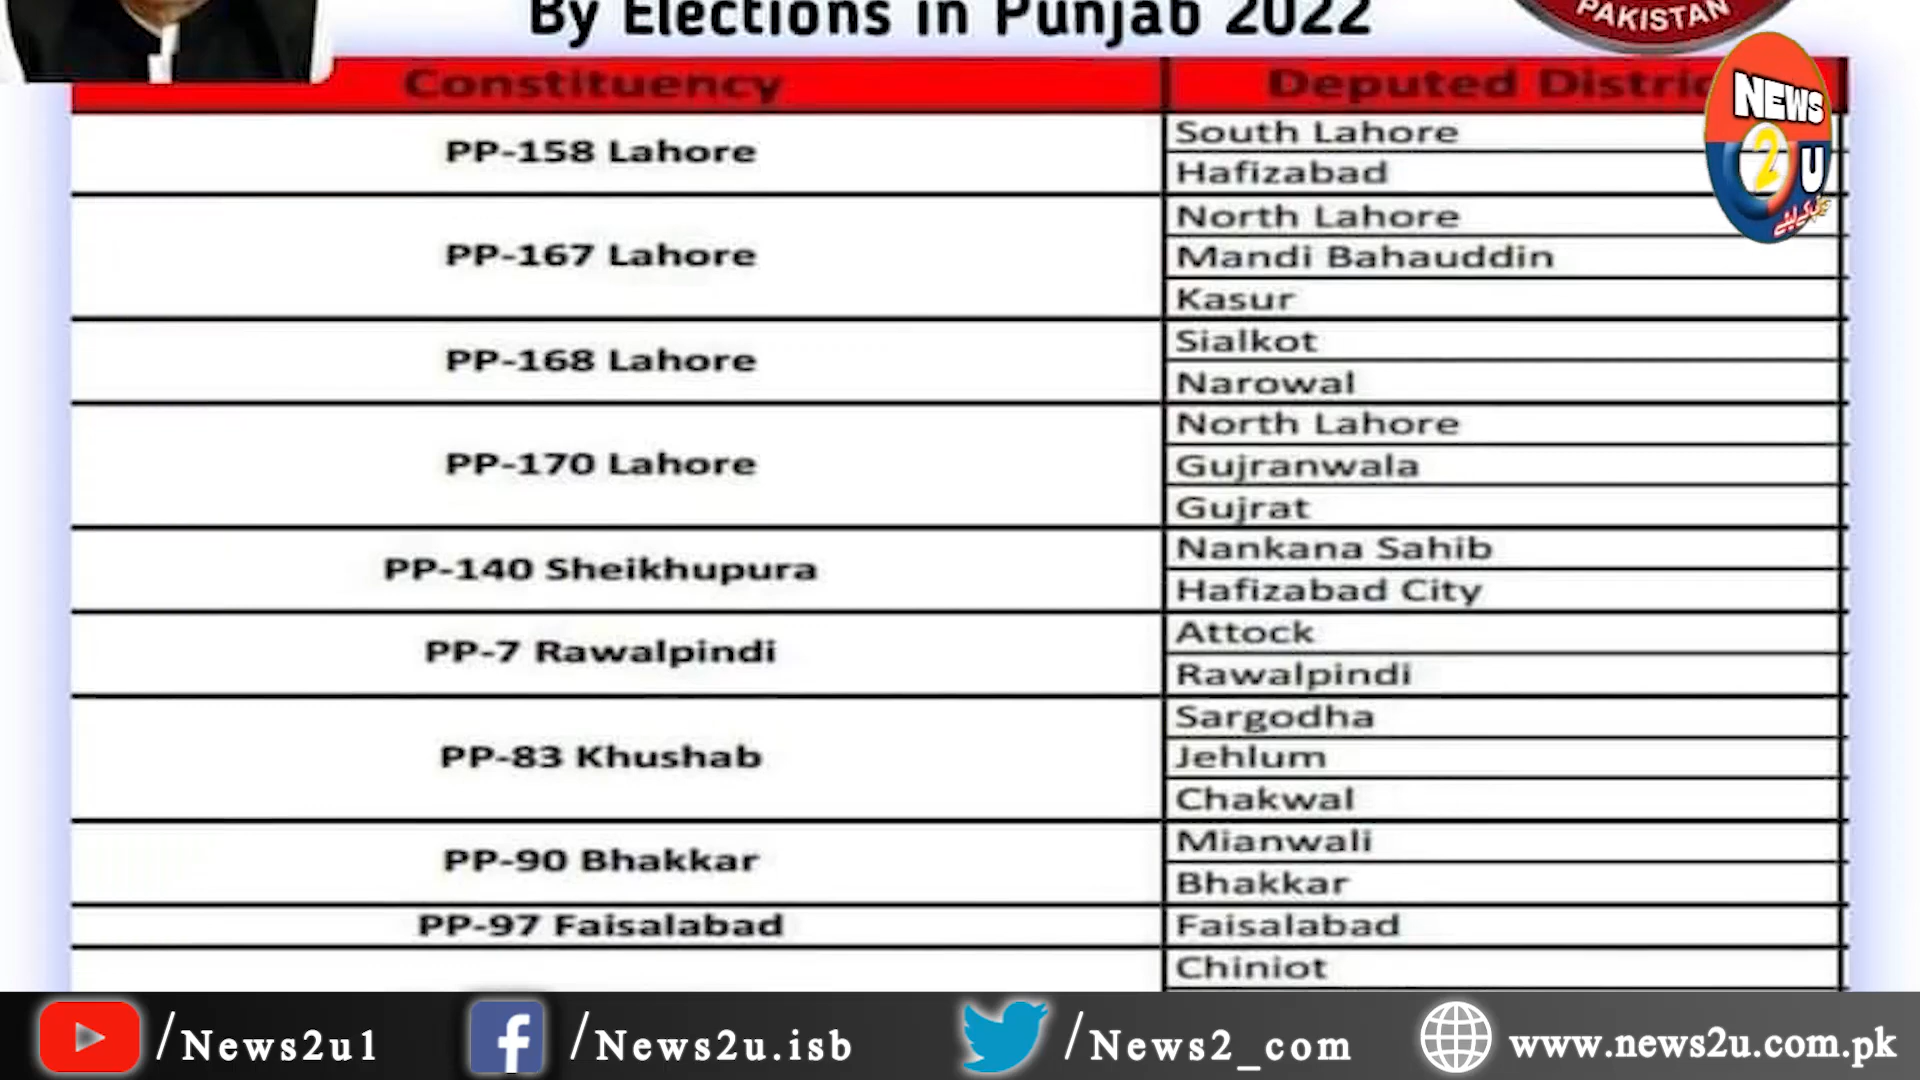 By Elections in Punjab 2022
PAKISTAN
Constituency Deputed Distric
NEWS
2
U
PP-158 Lahore
South Lahore
Hafizabad
PP-167 Lahore
North Lahore
Mandi Bahauddin
Kasur
PP-168 Lahore
Sialkot
Narowal
PP-170 Lahore
North Lahore
Gujranwala
Gujrat
PP-140 Sheikhupura
Nankana Sahib
Hafizabad City
PP-7 Rawalpindi
Attock
Rawalpindi
PP-83 Khushab
Sargodha
Jehlum
Chakwal
PP-90 Bhakkar
Mianwali
Bhakkar
PP-97 Faisalabad
Faisalabad
Chiniot
/News2u1 /News2u.isb /News2_com www.news2u.com.pk